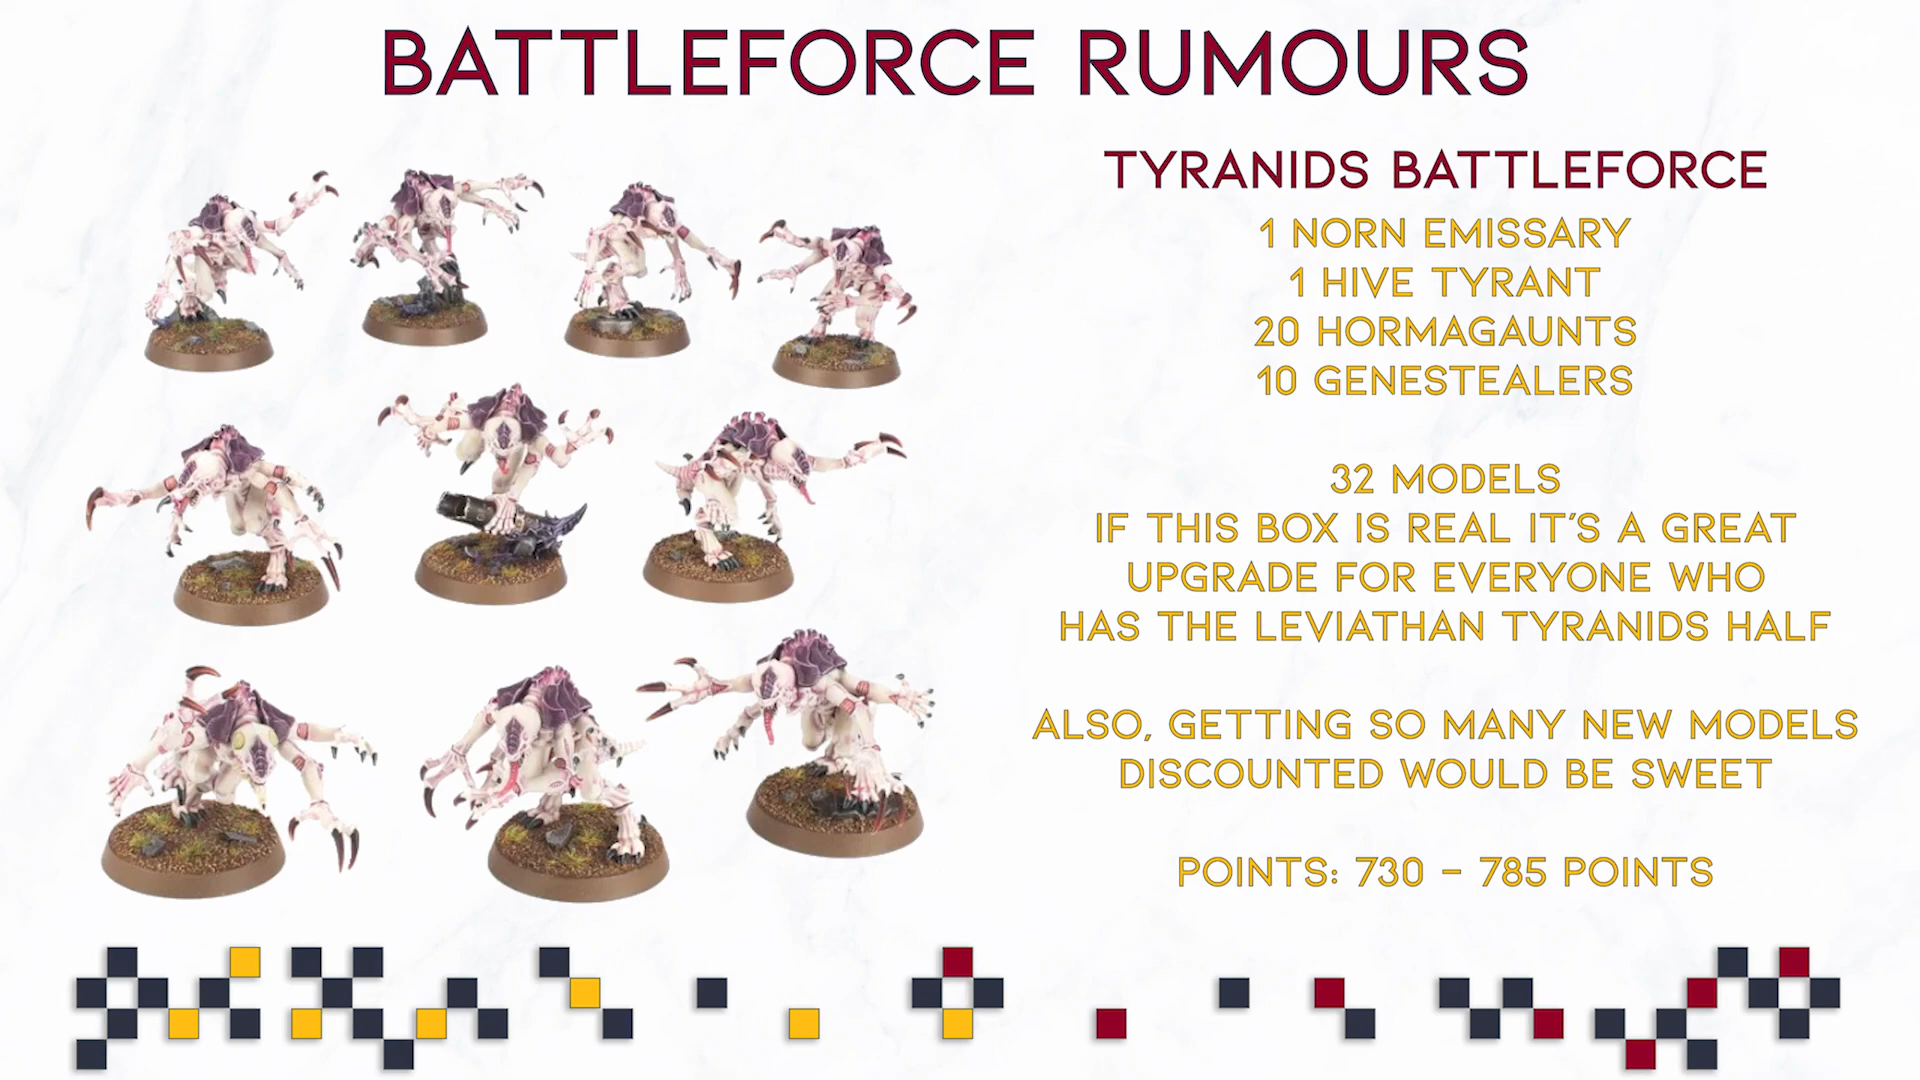 BATTLEFORCE RUMOURS
TYRANIDS BATTLEFORCE
1 NORN EMISSARY
1 HIVE TYRANT
20 HORMAGAUNTS
10 GENESTEALERS
32 MODELS
IF THIS BOX IS REAL IT'S A GREAT
UPGRADE FOR EVERYONE WHO
HAS THE LEVIATHAN TYRANIDS HALF
ALSO, GETTING SO MANY NEW MODELS
DISCOUNTED WOULD BE SWEET
POINTS: 730 - 785 POINTS